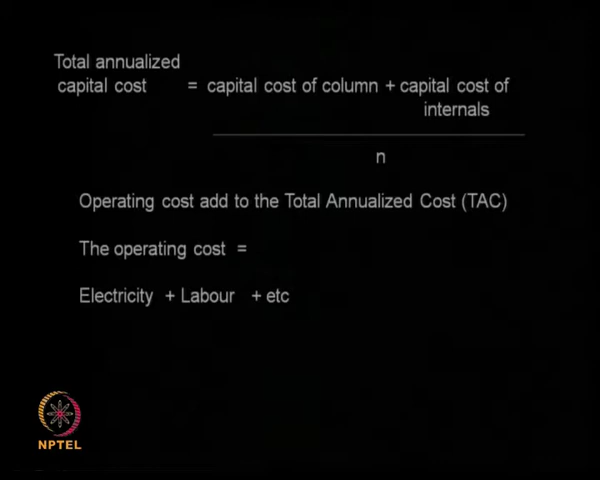 Total annualized
capital cost = capital cost of column + capital cost of
internals
n
Operating cost add to the Total Annualized Cost (TAC)
The operating cost =
Electricity + Labour + etc
NPTEL